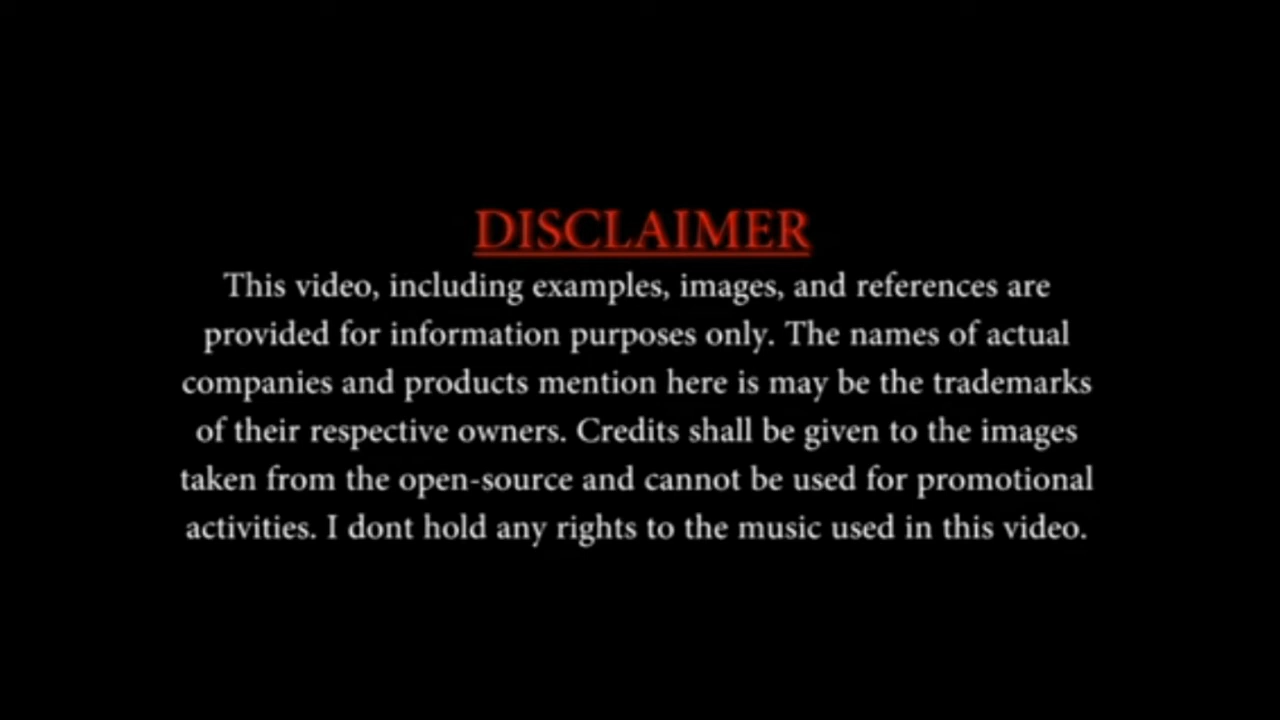 DISCLAIMER
This video, including examples, images, and references are
provided for information purposes only. The names of actual
companies and products mention here is may be the trademarks
of their respective owners. Credits shall be given to the images
taken from the open-source and cannot be used for promotional
activities. I dont hold any rights to the music used in this video.